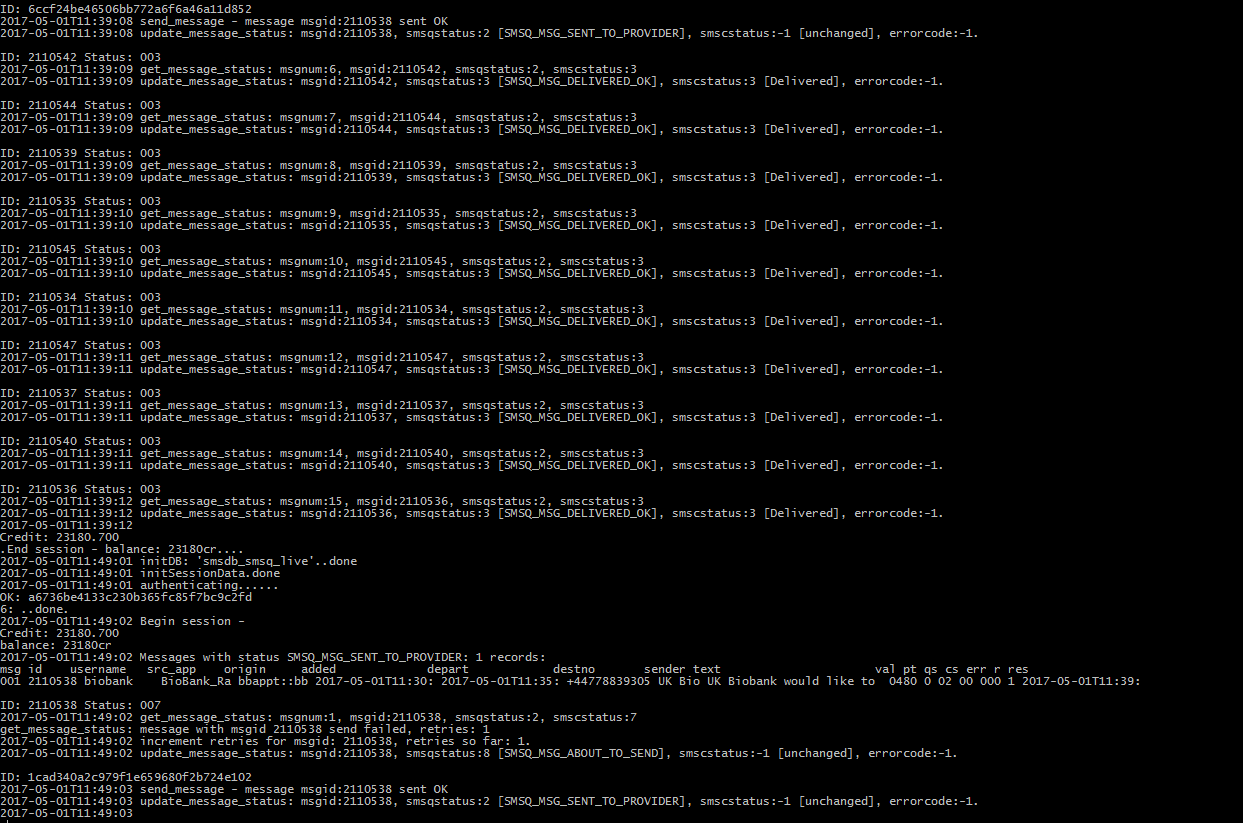 ID: 6ccf24be46506bb772a6f6a46a11d852
2017-05-01T11:39:08 send_message - message msgid:2110538 sent OK
2017-05-01T11:39:08 update_status: msgid:2110538, smsqstatus:2 [SMSQ_MSG_SENT_TO_PROVIDER], smscstatus:-1 [unchanged], errorcode:-1.
ID: 2110542 Status: 003
2017-05-01T11:39:09 get_message_status: msgnum:6, msgid:2110542, smsqstatus:2, smscstatus:3
2017-05-01T11:39:09 update_message_status: msgid:2110542, smsqstatus:3 [SMSQ_MSG_DELIVERED_OK], smscstatus:3 [Delivered], errorcode:-1.
ID: 2110544 Status: 003
2017-05-01T11:39:09 get_message_status: msgnum:7, msgid:2110544, smsqstatus:2, smscstatus:3
2017-05-01T11:39:09 update_message_status: msgid:2110544, smsqstatus:3 [SMSQ_MSG_DELIVERED_OK], smscstatus:3 [Delivered], errorcode:-1.
ID: 2110539 Status: 003
2017-05-01T11:39:09 get_message_status: msgnum:8, msgid:2110539, smsqstatus:2, smscstatus:3
2017-05-01T11:39:09 update_message_status: msgid:2110539, smsqstatus:3 [SMSQ_MSG_DELIVERED_OK], smscstatus:3 [Delivered], errorcode:-1.
ID: 2110535 Status: 003
2017-05-01T11:39:10 get_message_status: msgnum:9, msgid:2110535, smsqstatus:2, smscstatus:3
2017-05-01T11:39:10 update_message_status: msgid:2110535, smsqstatus:3 [SMSQ_MSG_DELIVERED_OK], smscstatus:3 [Delivered], errorcode:-1.
ID: 2110545 Status: 003
2017-05-01T11:39:10 get_message_status: msgnum:10, msgid:2110545, smsqstatus:2, smscstatus:3
2017-05-01T11:39:10 update_message_status: msgid:2110545, smsqstatus:3 [SMSQ_MSG_DELIVERED_OK], smscstatus:3 [Delivered], errorcode:-1.
ID: 2110534 Status: 003
2017-05-01T11:39:10 get_message_status: msgnum:11, msgid:2110534, smsqstatus:2, smscstatus:3
2017-05-01T11:39:10 update_message_status: msgid:2110534, smsqstatus:3 [SMSQ_MSG_DELIVERED_OK], smscstatus:3 [Delivered], errorcode:-1.
ID: 2110547 Status: 003
2017-05-01T11:39:11 get_message_status: msgnum:12, msgid:2110547, smsqstatus:2, smscstatus:3
2017-05-01T11:39:11 update_message_status: msgid:2110547, smsqstatus:3 [SMSQ_MSG_DELIVERED_OK], smscstatus:3 [Delivered], errorcode:-1.
ID: 2110537 Status: 003
2017-05-01T11:39:11 get_message_status: msgnum:13, msgid:2110537, smsqstatus:2, smscstatus:3
2017-05-01T11:39:11 update_message_status: msgid:2110537, smsqstatus:3 [SMSQ_MSG_DELIVERED_OK], smscstatus:3 [Delivered], errorcode:-1.
ID: 2110540 Status: 003
2017-05-01T11:39:11 get_message_status: msgnum:14, msgid:2110540, smsqstatus:2, smscstatus:3
2017-05-01T11:39:11 update_message_status: msgid:2110540, smsqstatus:3 [SMSQ_MSG_DELIVERED_OK], smscstatus:3 [Delivered], errorcode:-1.
ID: 2110536 Status: 003
2017-05-01T11:39:12 get_message_status: msgnum:15, msgid:2110536, smsqstatus:2, smscstatus:3
2017-05-01T11:39:12 update_message_status: msgid:2110536, smsqstatus:3 [SMSQ_MSG_DELIVERED_OK], smscstatus:3 [Delivered], errorcode:-1.
2017-05-01T11:39:12
Credit: 23180.700
.End session - balance: 23180cr....
2017-05-01T11:49:01 initDB: 'smsdb_smsq_live'..done
2017-05-01T11:49:01 initSessionData.done
2017-05-01T11:49:01 authenticating......
OK: a6736be4133c230b365fc85f7bc9c2fd
6: ..done.
2017-05-01T11:49:02 Begin session -
Credit: 23180.700
balance: 23180cr
2017-05-01T11:49:02 Messages with status SMSQ_MSG_SENT_TO_PROVIDER: 1 records:
msg id    username   src_app    origin     added             depart            destno       sender text                      val pt qs cs err r res
001 2110538 biobank    BioBank_Ra bbappt::bb 2017-05-01T11:30: 2017-05-01T11:35: +44778839305 UK Bio UK Biobank would like to  0480 0 02 00 000 1 2017-05-01T11:39:
ID: 2110538 Status: 007
2017-05-01T11:49:02 get_message_status: msgnum:1, msgid:2110538, smsqstatus:2, smscstatus:7
get_message_status: message with msgid 2110538 send failed, retries: 1
2017-05-01T11:49:02 increment retries for msgid: 2110538, retries so far: 1.
2017-05-01T11:49:02 update_message_status: msgid:2110538, smsqstatus:8 [SMSQ_MSG_ABOUT_TO_SEND], smscstatus:-1 [unchanged], errorcode:-1.
ID: 1cad340a2c979f1e659680f2b724e102
2017-05-01T11:49:03 send_message - message msgid:2110538 sent OK
2017-05-01T11:49:03 update_message_status: msgid:2110538, smsqstatus:2 [SMSQ_MSG_SENT_TO_PROVIDER], smscstatus:-1 [unchanged], errorcode:-1.
2017-05-01T11:49:03